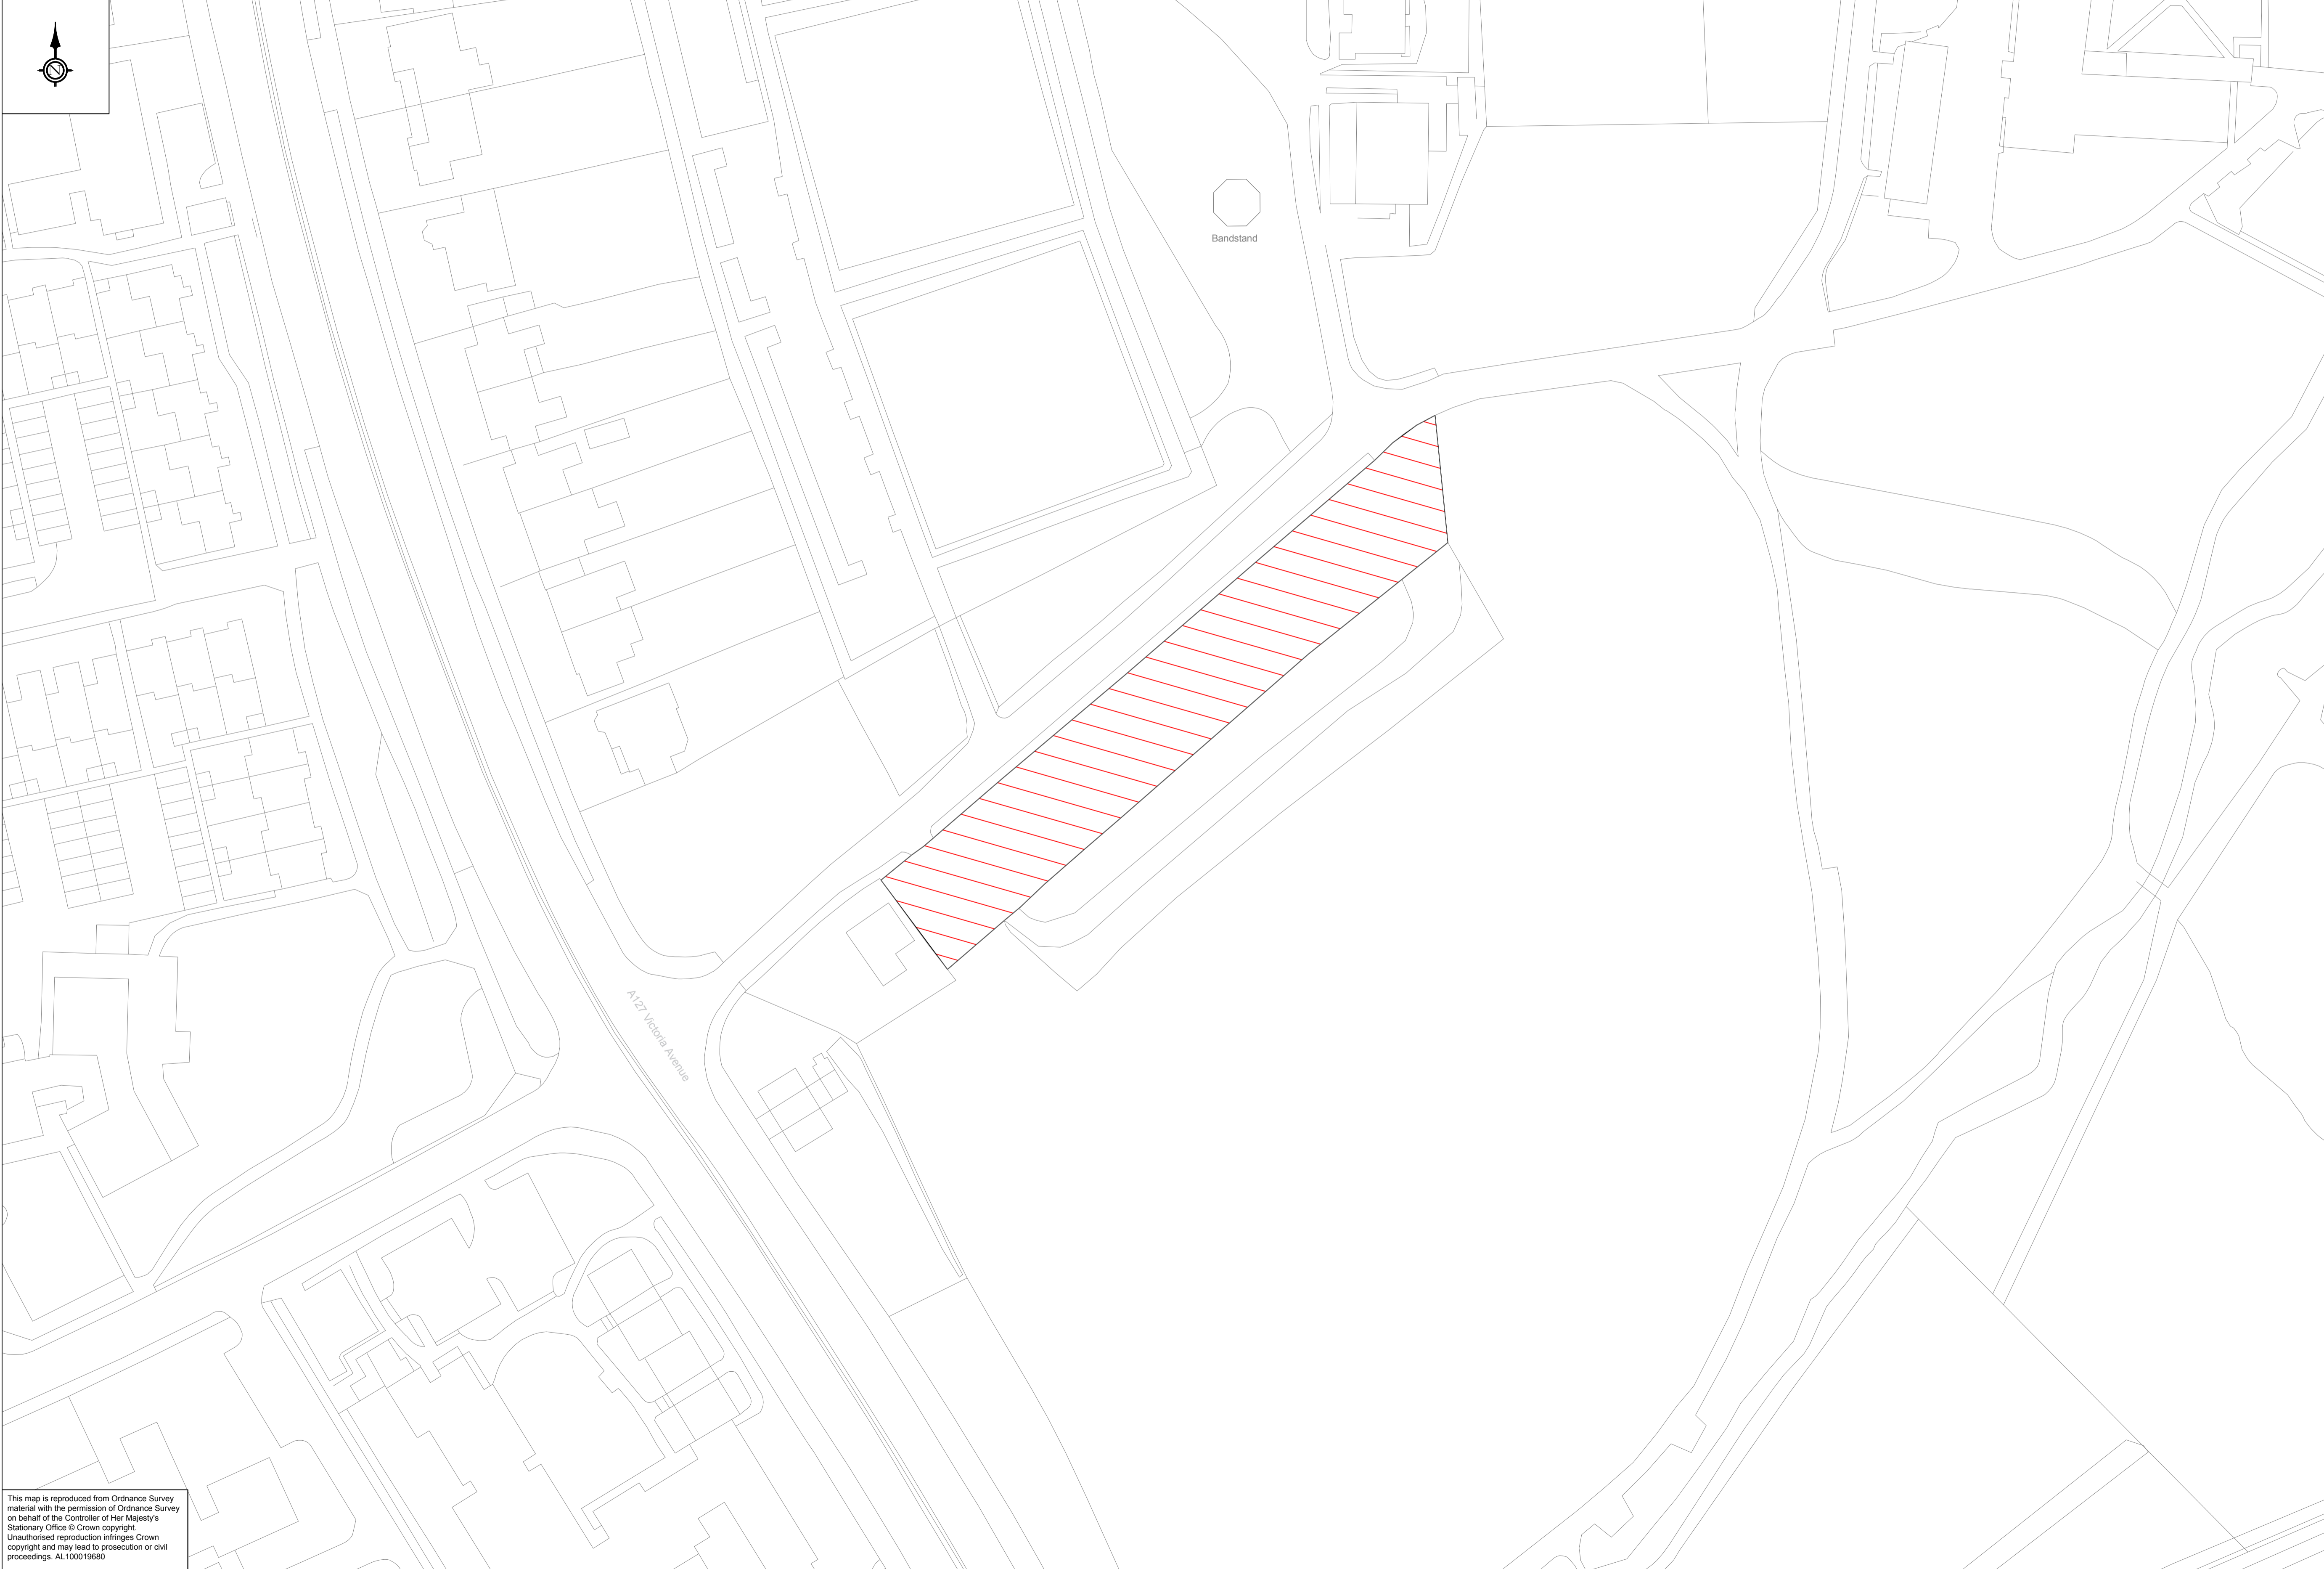 Bandstand
A127 Victoria Avenue
This map is reproduced from Ordnance Survey
material with the permission of Ordnance Survey
on behalf of the Controller of Her Majesty's
Stationary Office © Crown copyright.
Unauthorised reproduction infringes Crown
copyright and may lead to prosecution or civil
proceedings. AL100019680